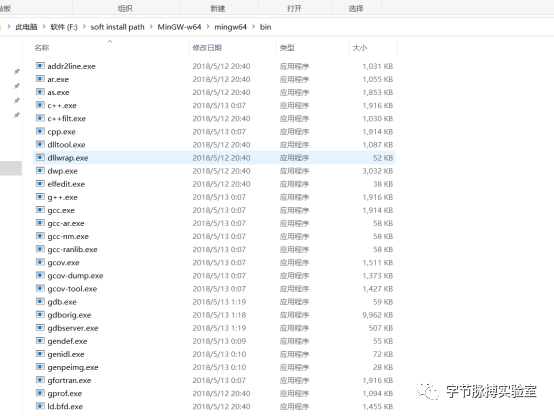 贴板 组织 新建 打开 选择
此电脑 › 软件 (F:) › soft install path › MinGW-w64 › mingw64 › bin
名称 修改日期 类型 大小
addr2line.exe 2018/5/12 20:40 应用程序 1,031 KB
ar.exe 2018/5/12 20:40 应用程序 1,055 KB
as.exe 2018/5/12 20:40 应用程序 1,853 KB
c++.exe 2018/5/13 0:07 应用程序 1,916 KB
c++filt.exe 2018/5/12 20:40 应用程序 1,030 KB
cpp.exe 2018/5/13 0:07 应用程序 1,914 KB
dlltool.exe 2018/5/12 20:40 应用程序 1,087 KB
dllwrap.exe 2018/5/12 20:40 应用程序 52 KB
dwp.exe 2018/5/12 20:40 应用程序 3,032 KB
elfedit.exe 2018/5/12 20:40 应用程序 38 KB
g++.exe 2018/5/13 0:07 应用程序 1,916 KB
gcc.exe 2018/5/13 0:07 应用程序 1,914 KB
gcc-ar.exe 2018/5/13 0:07 应用程序 58 KB
gcc-nm.exe 2018/5/13 0:07 应用程序 58 KB
gcc-ranlib.exe 2018/5/13 0:07 应用程序 58 KB
gcov.exe 2018/5/13 0:07 应用程序 1,511 KB
gcov-dump.exe 2018/5/13 0:07 应用程序 1,373 KB
gcov-tool.exe 2018/5/13 0:07 应用程序 1,427 KB
gdb.exe 2018/5/13 1:19 应用程序 59 KB
gdborig.exe 2018/5/13 1:18 应用程序 9,962 KB
gdbserver.exe 2018/5/13 1:19 应用程序 507 KB
gendef.exe 2018/5/13 0:09 应用程序 55 KB
genidl.exe 2018/5/13 0:10 应用程序 72 KB
genpeimg.exe 2018/5/13 0:10 应用程序 28 KB
gfortran.exe 2018/5/13 0:07 应用程序 1,916 KB
gprof.exe 2018/5/12 20:40 应用程序 1,094 KB
ld.bfd.exe 2018/5/12 20:40 应用程序 1,455 KB
字节脉搏实验室